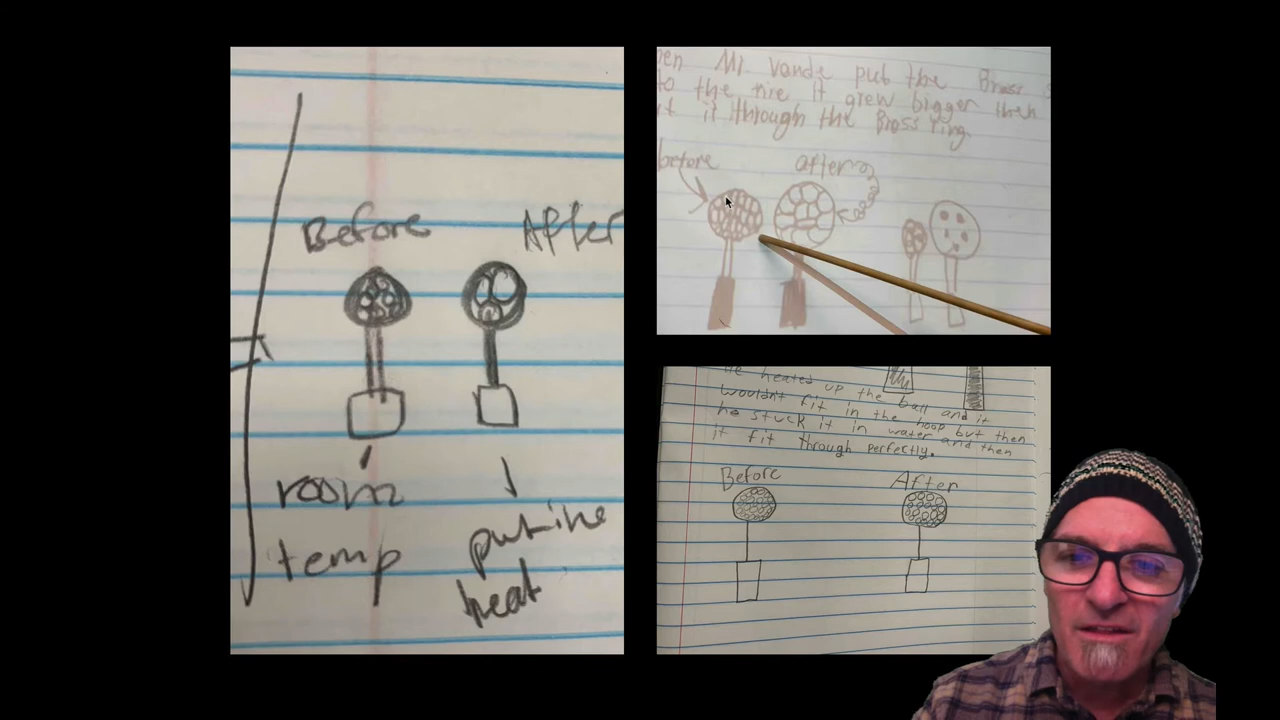 Before
After
room
temp
put in
heat
Mr vande put the Brass
to the it grew bigger then
it through the Brass ring.
before
after
he heated up the ball and it
wouldn't fit in the hoop but then
he stuck it in water and then
it fit through perfectly.
Before
After